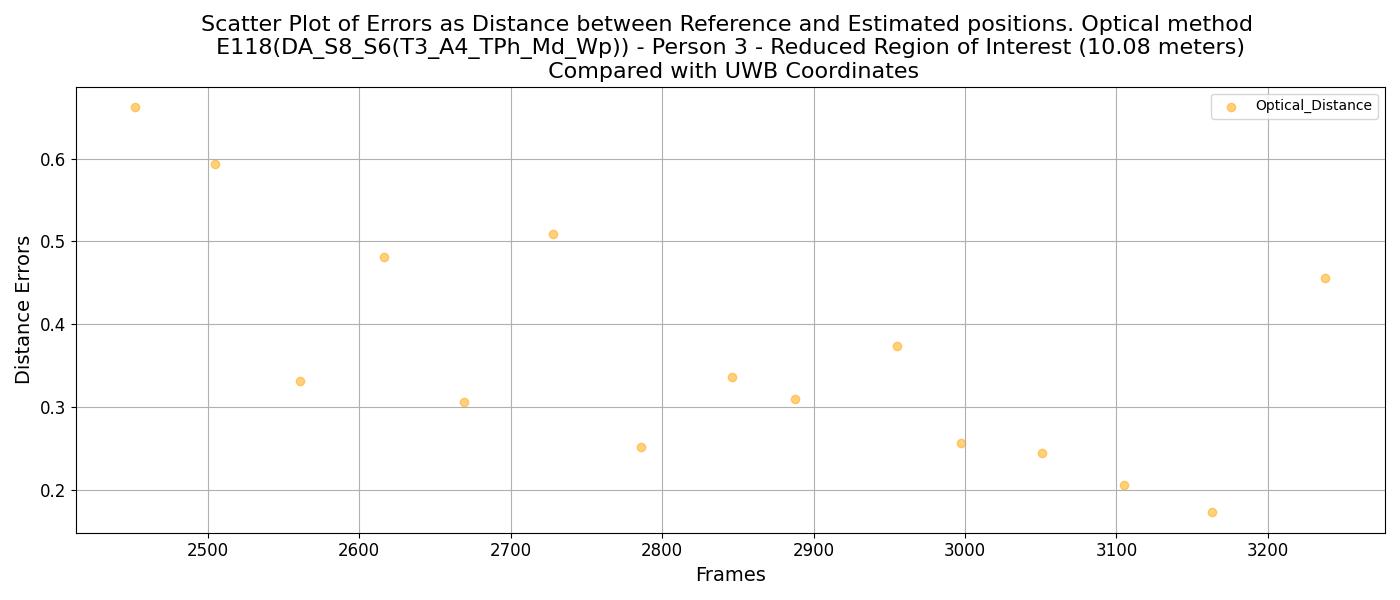 Scatter Plot of Errors as Distance between Reference and Estimated positions. Optical method
E118(DA_S8_S6(T3_A4_TPh_Md_Wp)) - Person 3 - Reduced Region of Interest (10.08 meters)
Compared with UWB Coordinates
Optical_Distance
Distance Errors
0.6
0.5
0.4
0.3
0.2
2500 2600 2700 2800 2900 3000 3100 3200
Frames